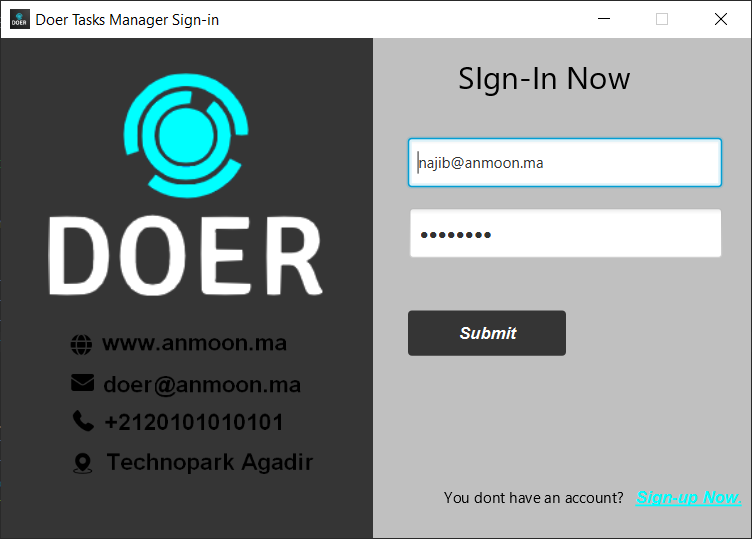 DOER
Doer Tasks Manager Sign-in
DOER
www.anmoon.ma
doer@anmoon.ma
+2120101010101
Technopark Agadir
SIgn-In Now
najib@anmoon.ma
••••••••
Submit
You dont have an account? Sign-up Now.